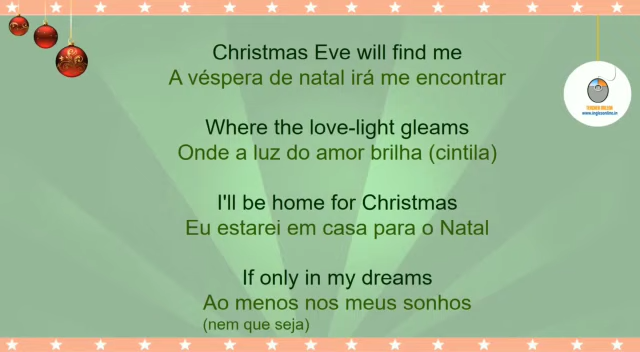 Christmas Eve will find me
A véspera de natal irá me encontrar
Where the love-light gleams
Onde a luz do amor brilha (cintila)
I'll be home for Christmas
Eu estarei em casa para o Natal
If only in my dreams
Ao menos nos meus sonhos
(nem que seja)